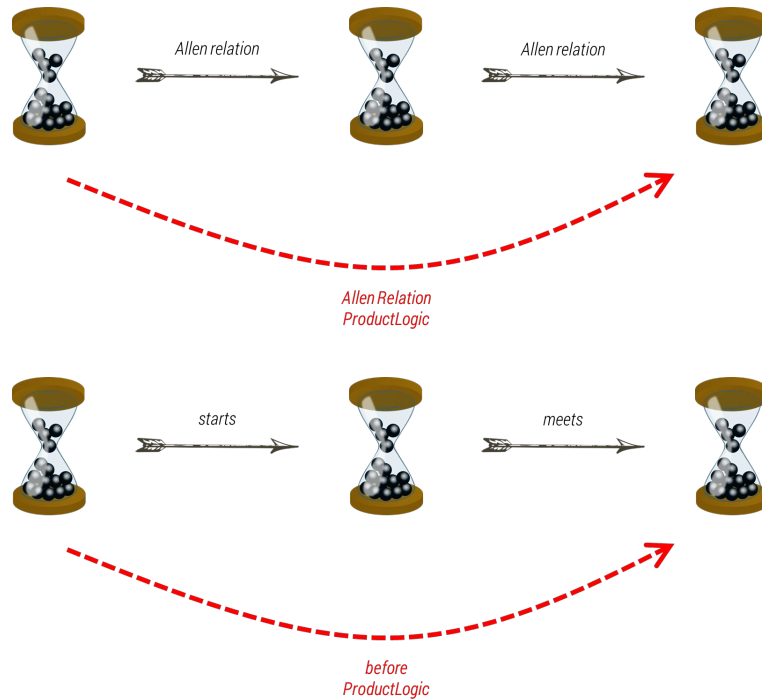 Allen relation
Allen relation
Allen Relation
ProductLogic
starts
meets
before
ProductLogic